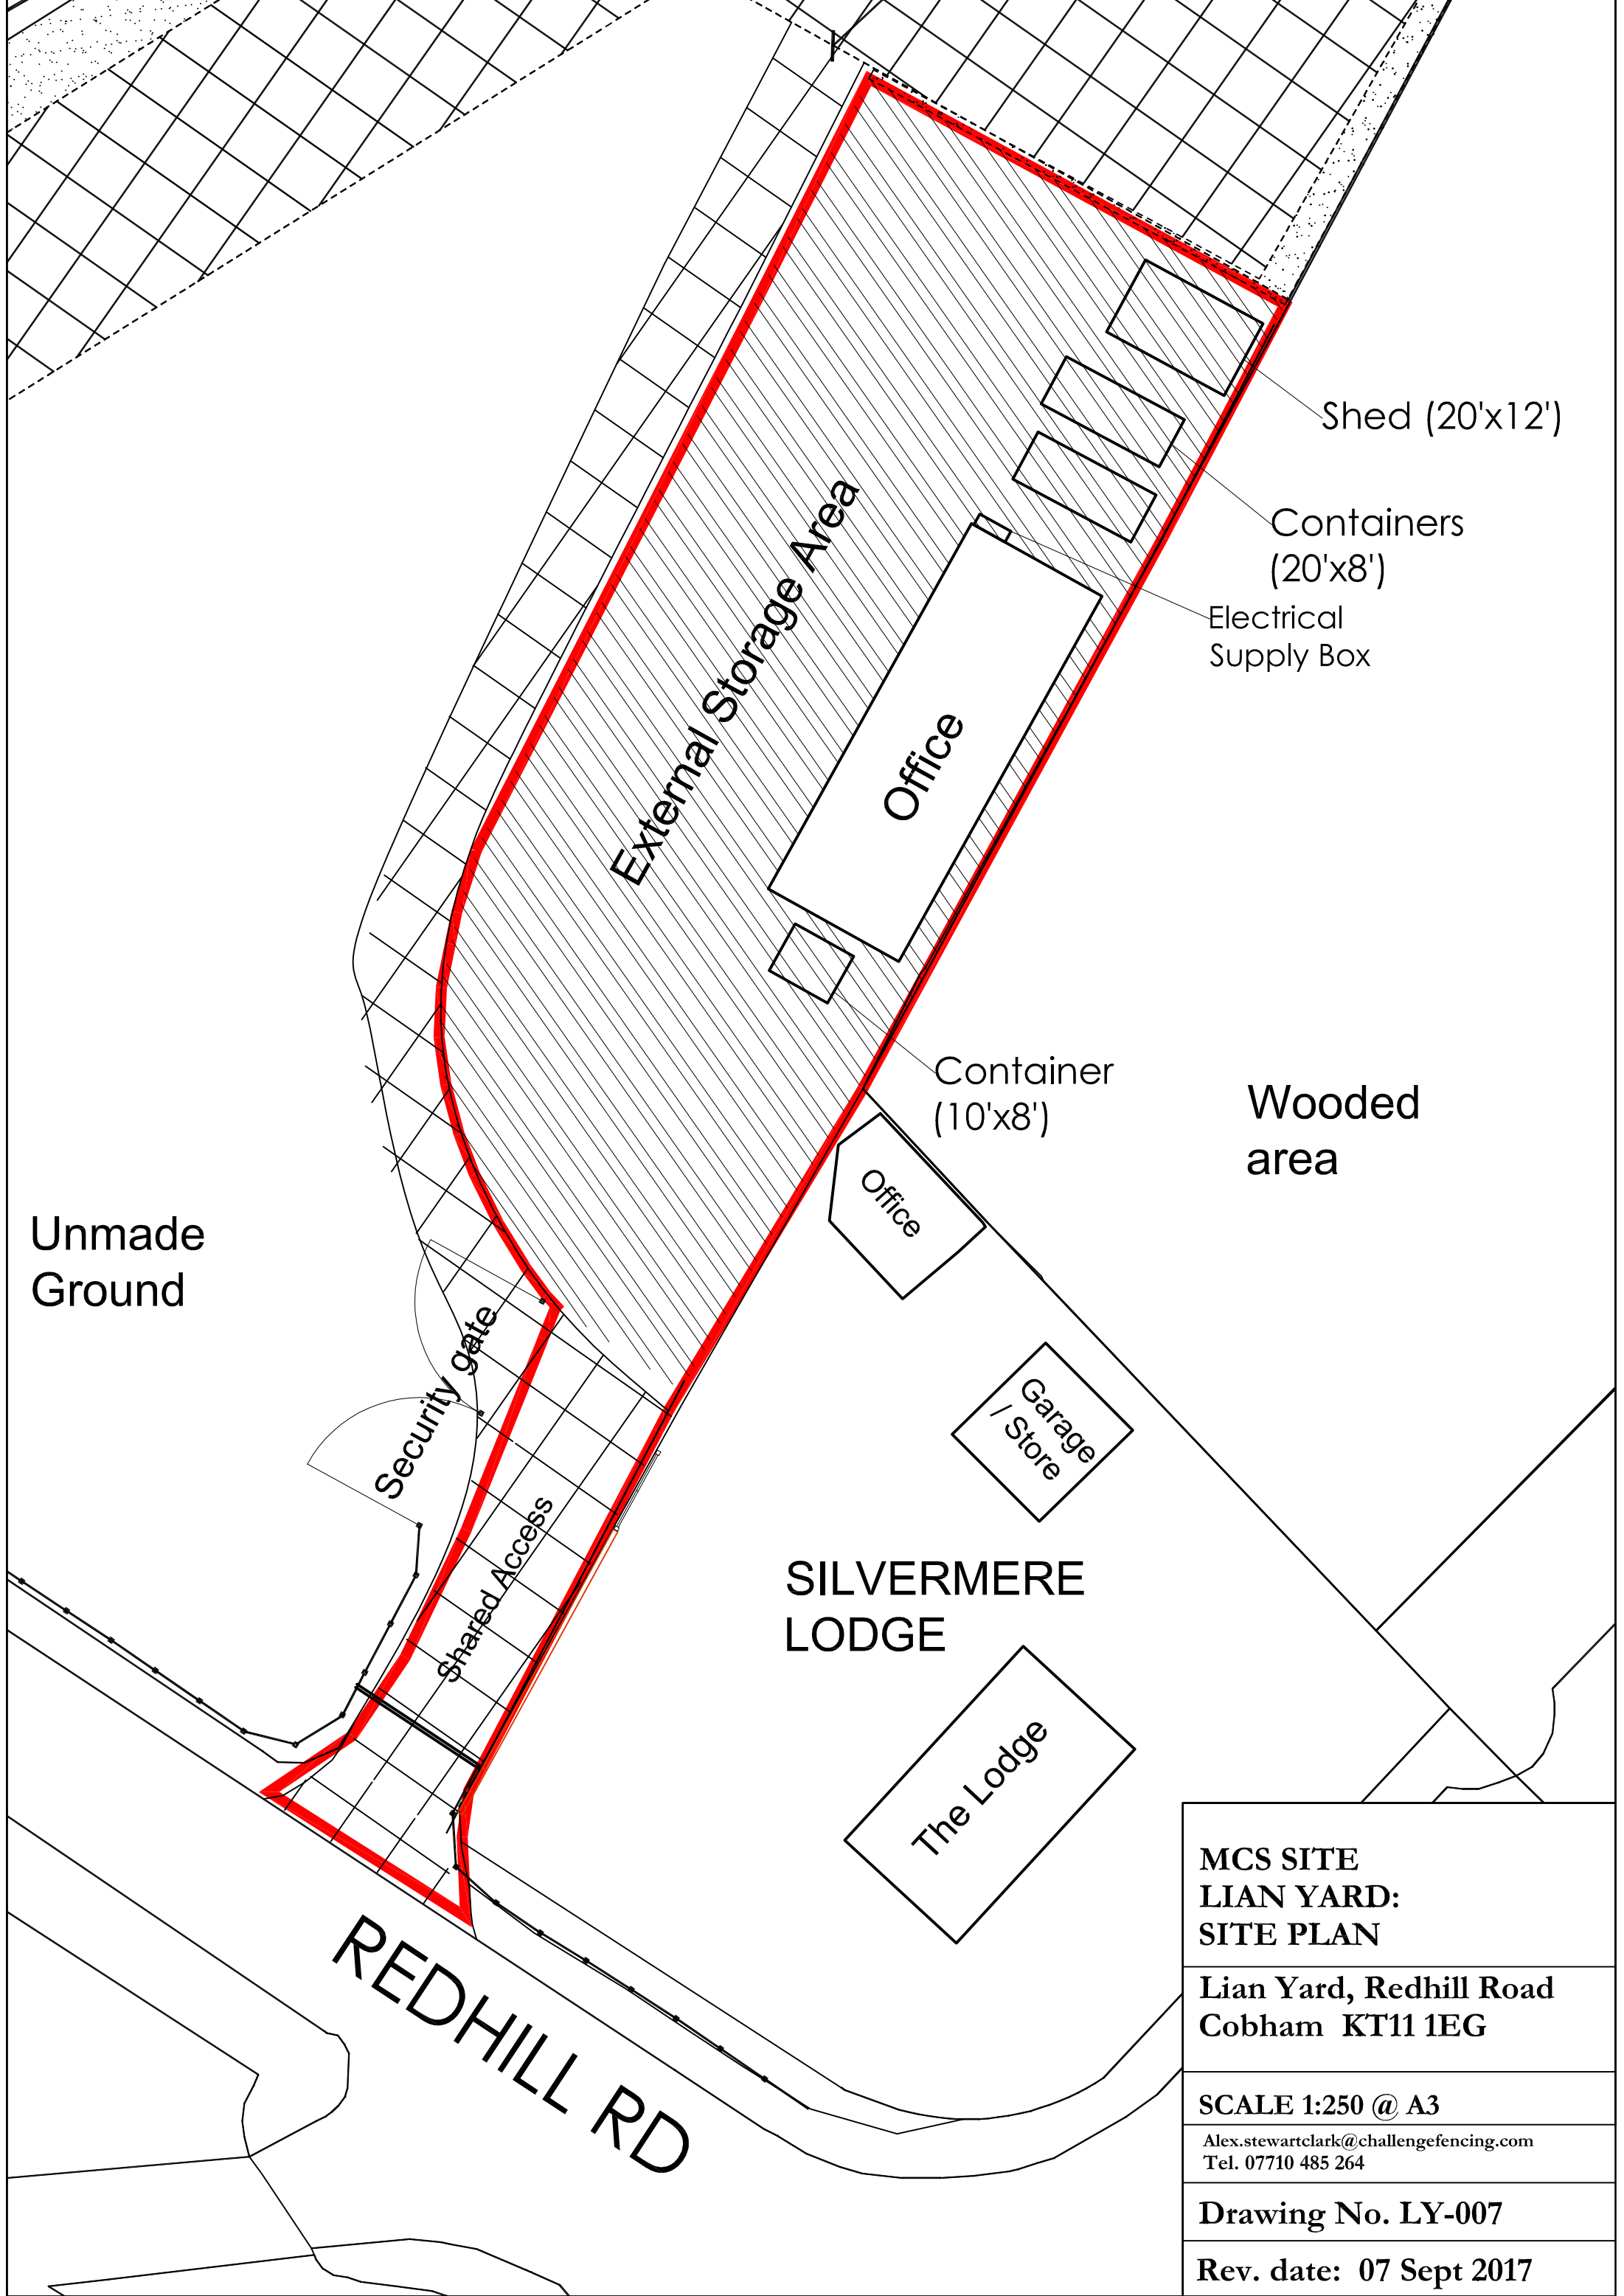 Shed (20'x12')
Containers
(20'x8')
Electrical
Supply Box
External Storage Area
Office
Container
(10'x8')
Wooded
area
Office
Unmade
Ground
Security gate
Garage
/ Store
Shared Access
SILVERMERE
LODGE
The Lodge
REDHILL RD
MCS SITE
LIAN YARD:
SITE PLAN
Lian Yard, Redhill Road
Cobham KT11 1EG
SCALE 1:250 @ A3
Alex.stewartclark@challengefencing.com
Tel. 07710 485 264
Drawing No. LY-007
Rev. date: 07 Sept 2017